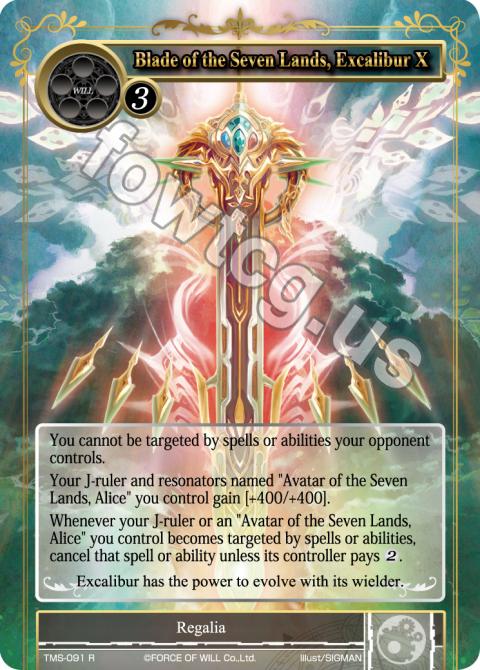 Blade of the Seven Lands, Excalibur X
WILL
3
fowtcg.us
You cannot be targeted by spells or abilities your opponent
controls.
Your J-ruler and resonators named "Avatar of the Seven
Lands, Alice" you control gain [+400/+400].
Whenever your J-ruler or an "Avatar of the Seven Lands,
Alice" you control becomes targeted by spells or abilities,
cancel that spell or ability unless its controller pays 2.
Excalibur has the power to evolve with its wielder.
Regalia
TMS-091 R ©FORCE OF WILL Co.,Ltd. Illust/SIGMAN